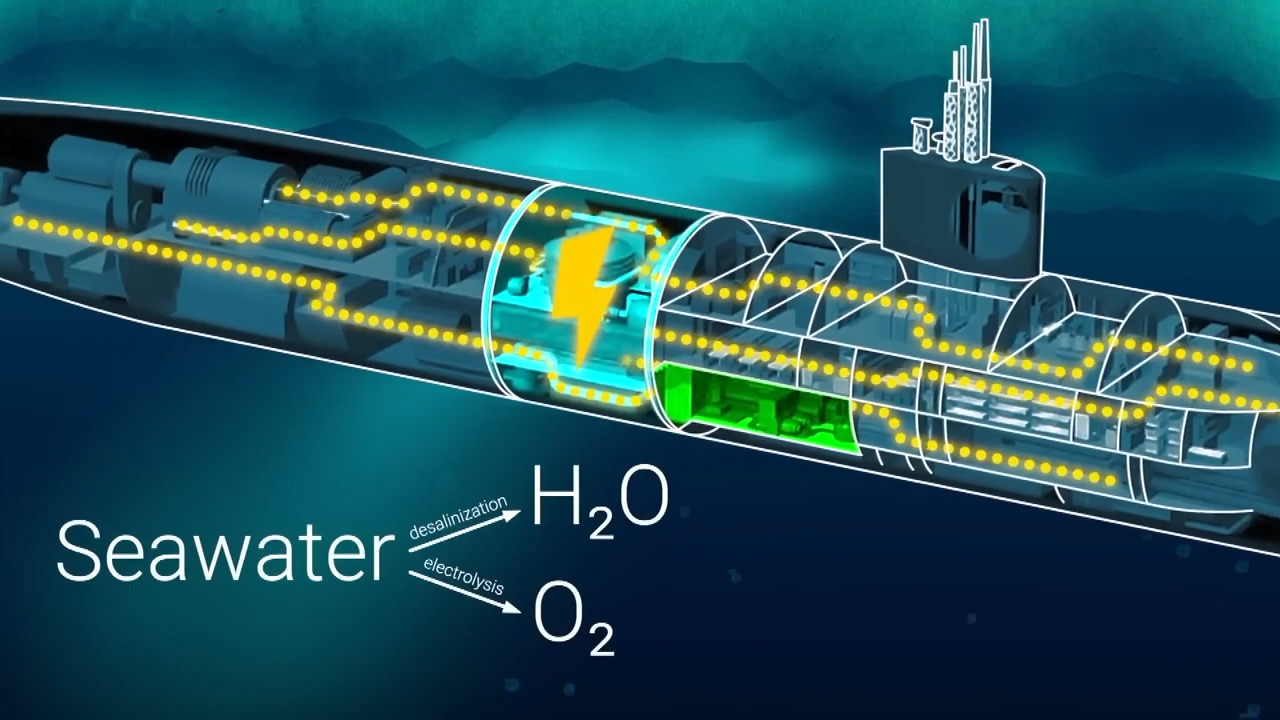 Seawater
desalinization
H₂O
electrolysis
O₂